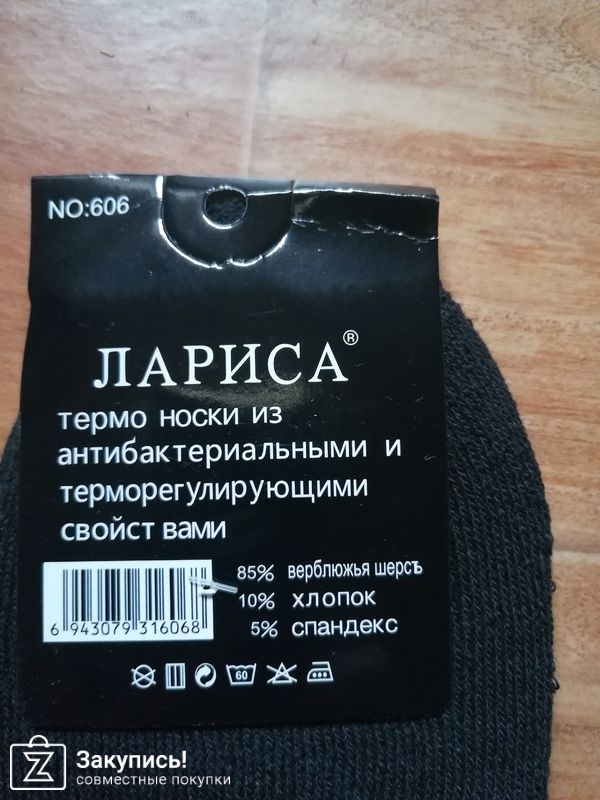 NO:606
ЛАРИСА®
термо носки из
антибактериальными и
терморегулирующими
свойст вами
85% верблюжья шерсъ
10% хлопок
5% спандекс
6 943079 316068
60
Закупись!
совместные покупки